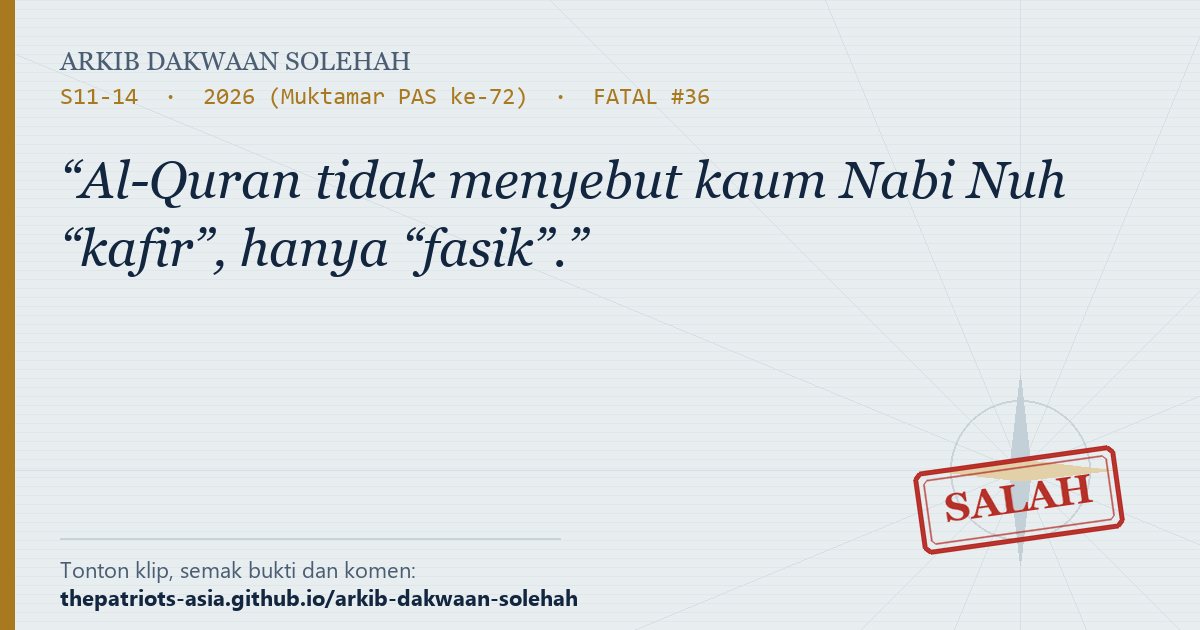 ARKIB DAKWAAN SOLEHAH
S11-14 · 2026 (Muktamar PAS ke-72) · FATAL #36
“Al-Quran tidak menyebut kaum Nabi Nuh
“kafir”, hanya “fasik”.”
SALAH
Tonton klip, semak bukti dan komen:
thepatriots-asia.github.io/arkib-dakwaan-solehah